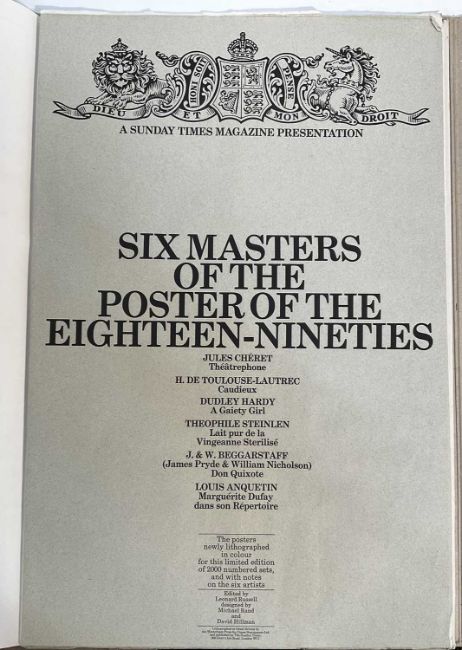 HONI SOIT
PENSE
DIEU ET MON DROIT
A SUNDAY TIMES MAGAZINE PRESENTATION
SIX MASTERS
OF THE
POSTER OF THE
EIGHTEEN-NINETIES
JULES CHÉRET
Théâtrephone
H. DE TOULOUSE-LAUTREC
Caudieux
DUDLEY HARDY
A Gaiety Girl
THEOPHILE STEINLEN
Lait pur de la
Vingeanne Sterilisé
J. & W. BEGGARSTAFF
(James Pryde & William Nicholson)
Don Quixote
LOUIS ANQUETIN
Marguérite Dufay
dans son Répertoire
The posters
newly lithographed
in colour
for this limited edition
of 2000 numbered sets,
and with notes
on the six artists
Edited by
Leonard Russell
designed by
Michael Rand
and
David Hillman